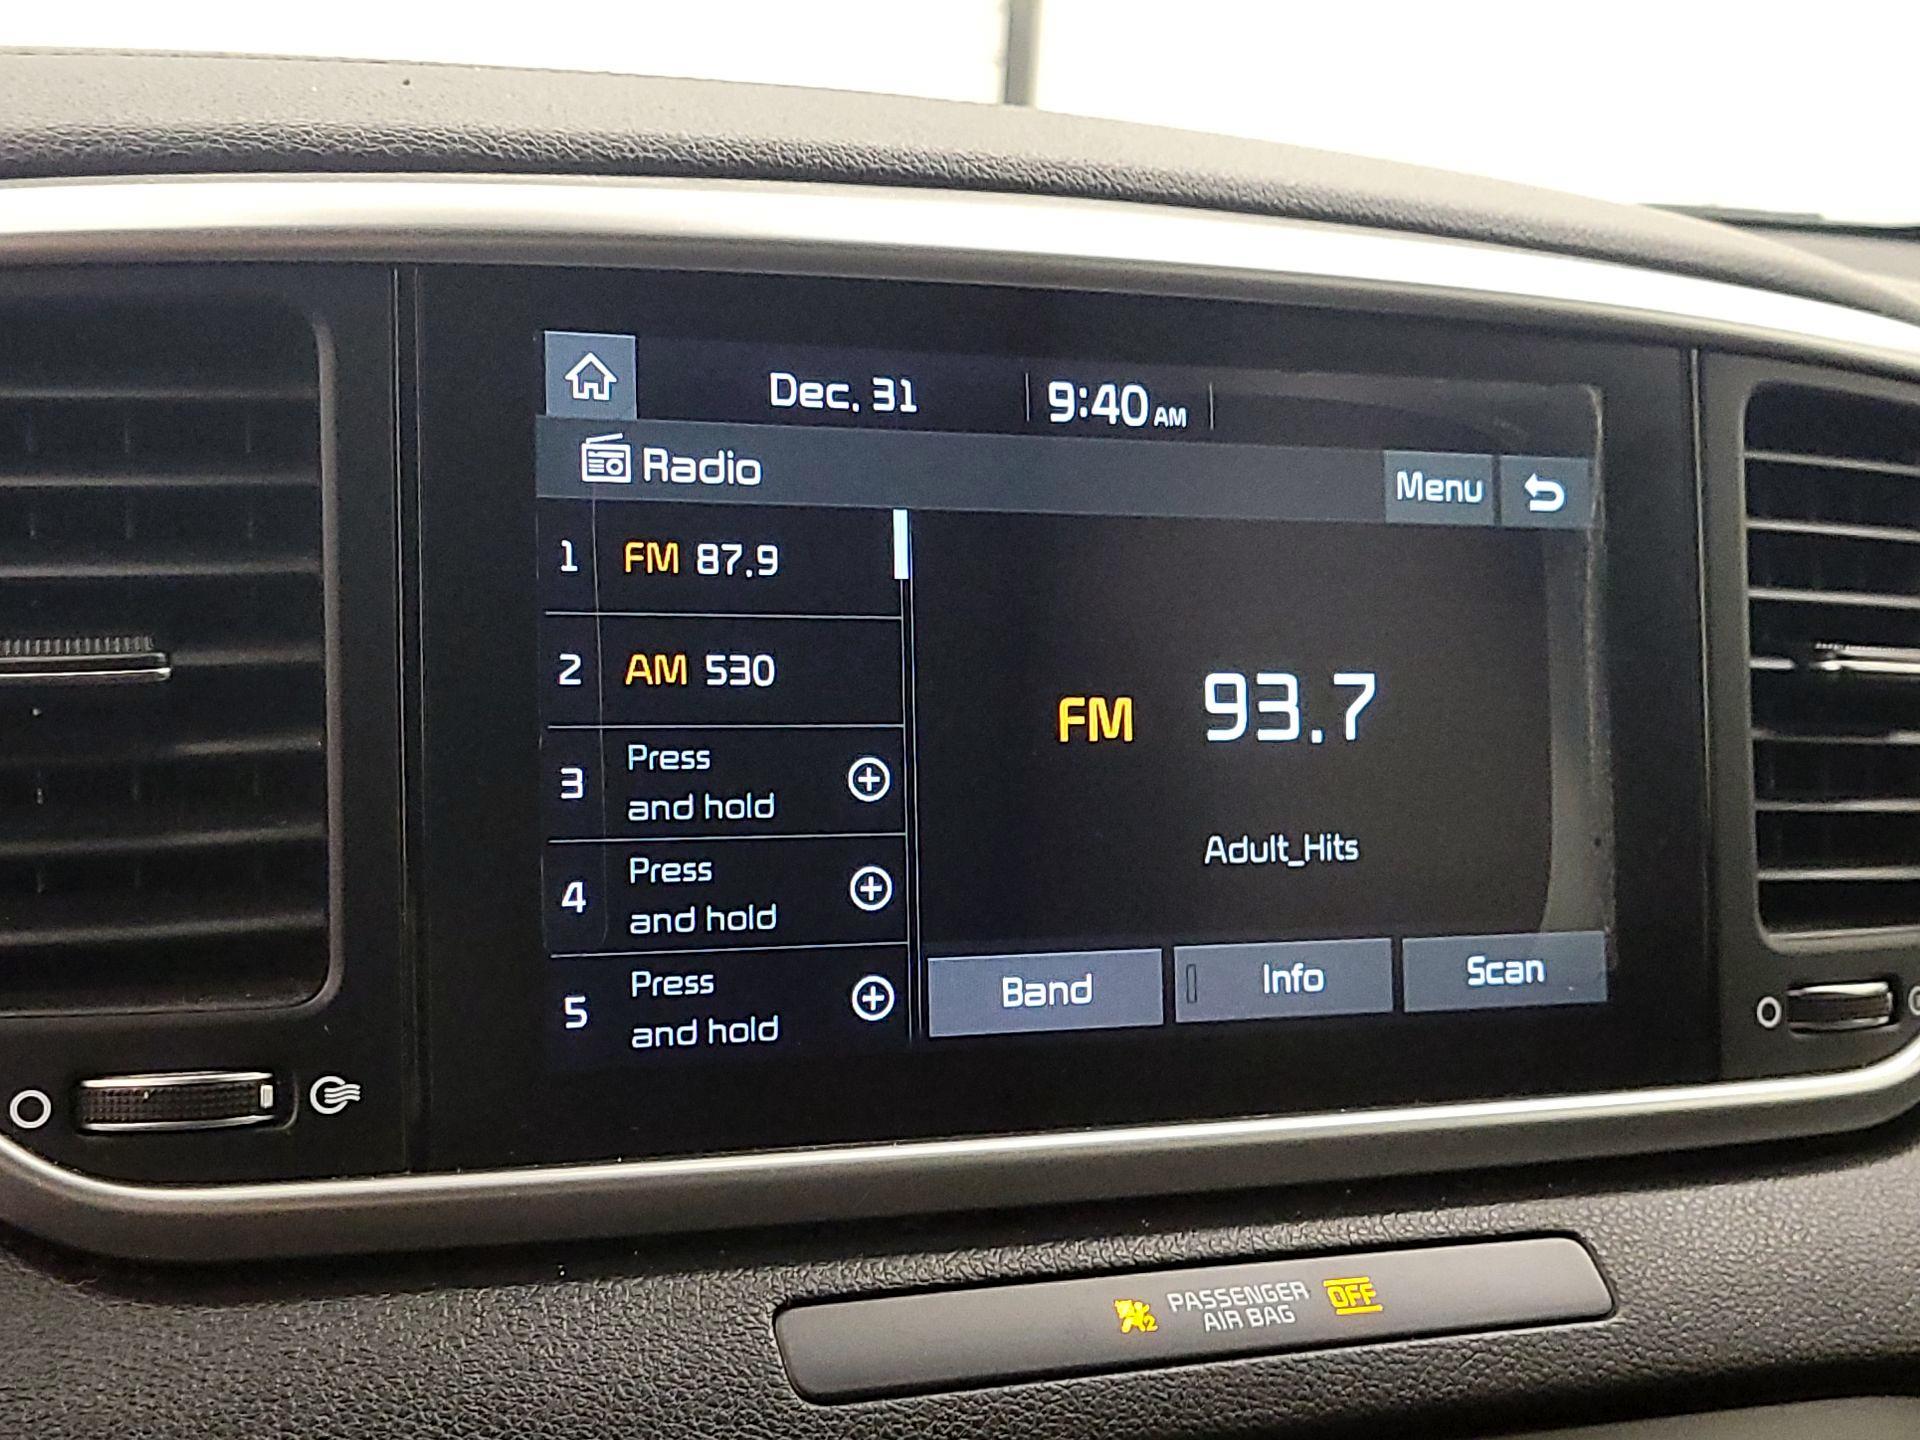 Dec. 31 9:40 AM
Radio
Menu
1 FM 87.9
2 AM 530
3 Press
and hold
4 Press
and hold
5 Press
and hold
FM 93.7
Adult_Hits
Band Info Scan
2 PASSENGER
AIR BAG OFF